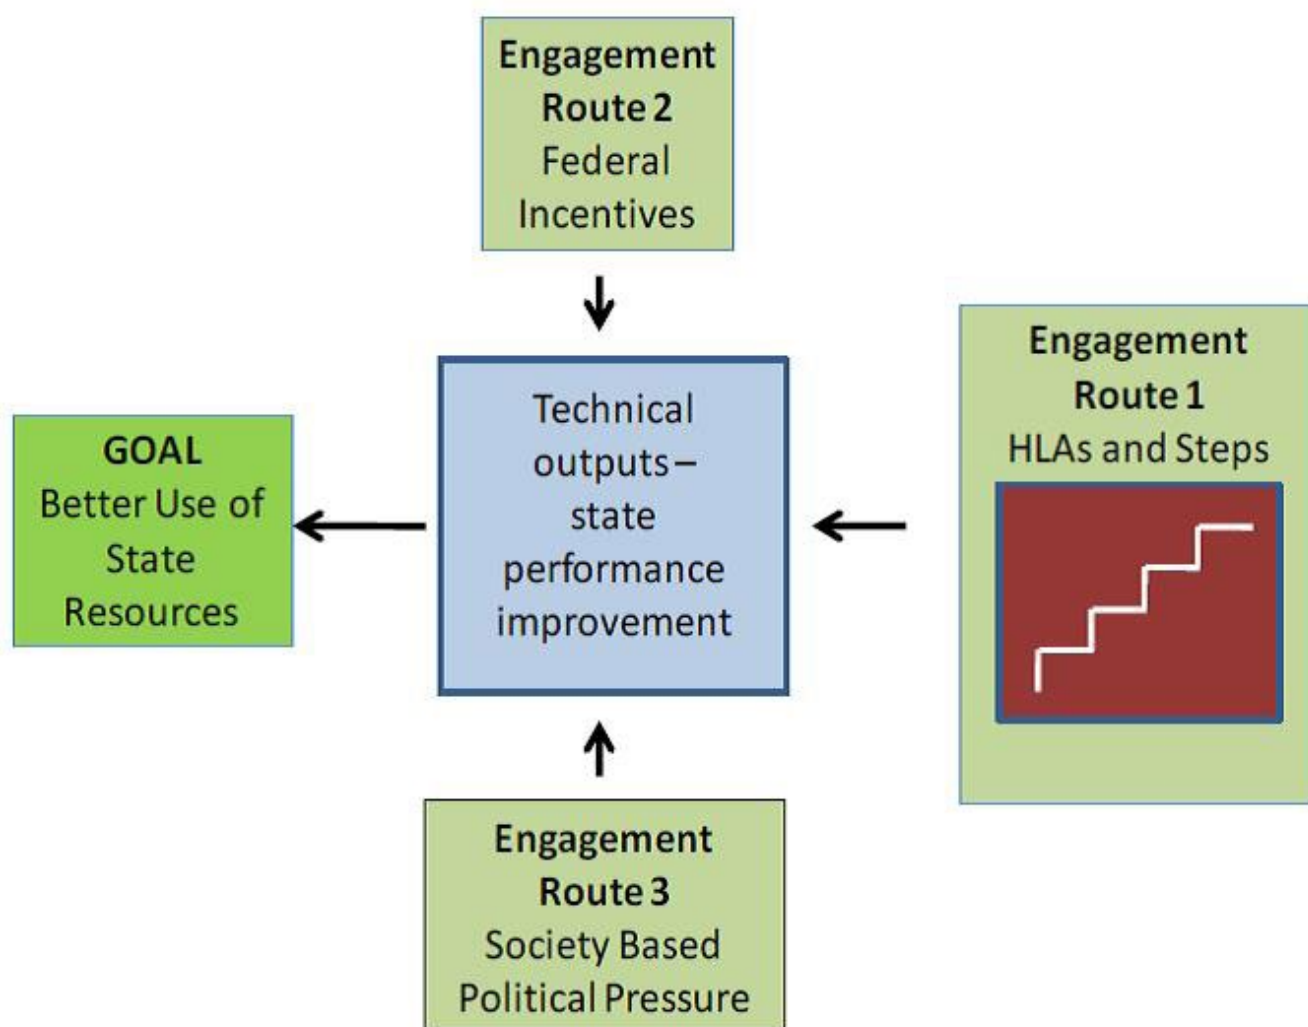 Engagement
Route 2
Federal
Incentives
Engagement
Route 1
HLAs and Steps
Technical
outputs –
state
performance
improvement
GOAL
Better Use of
State
Resources
Engagement
Route 3
Society Based
Political Pressure